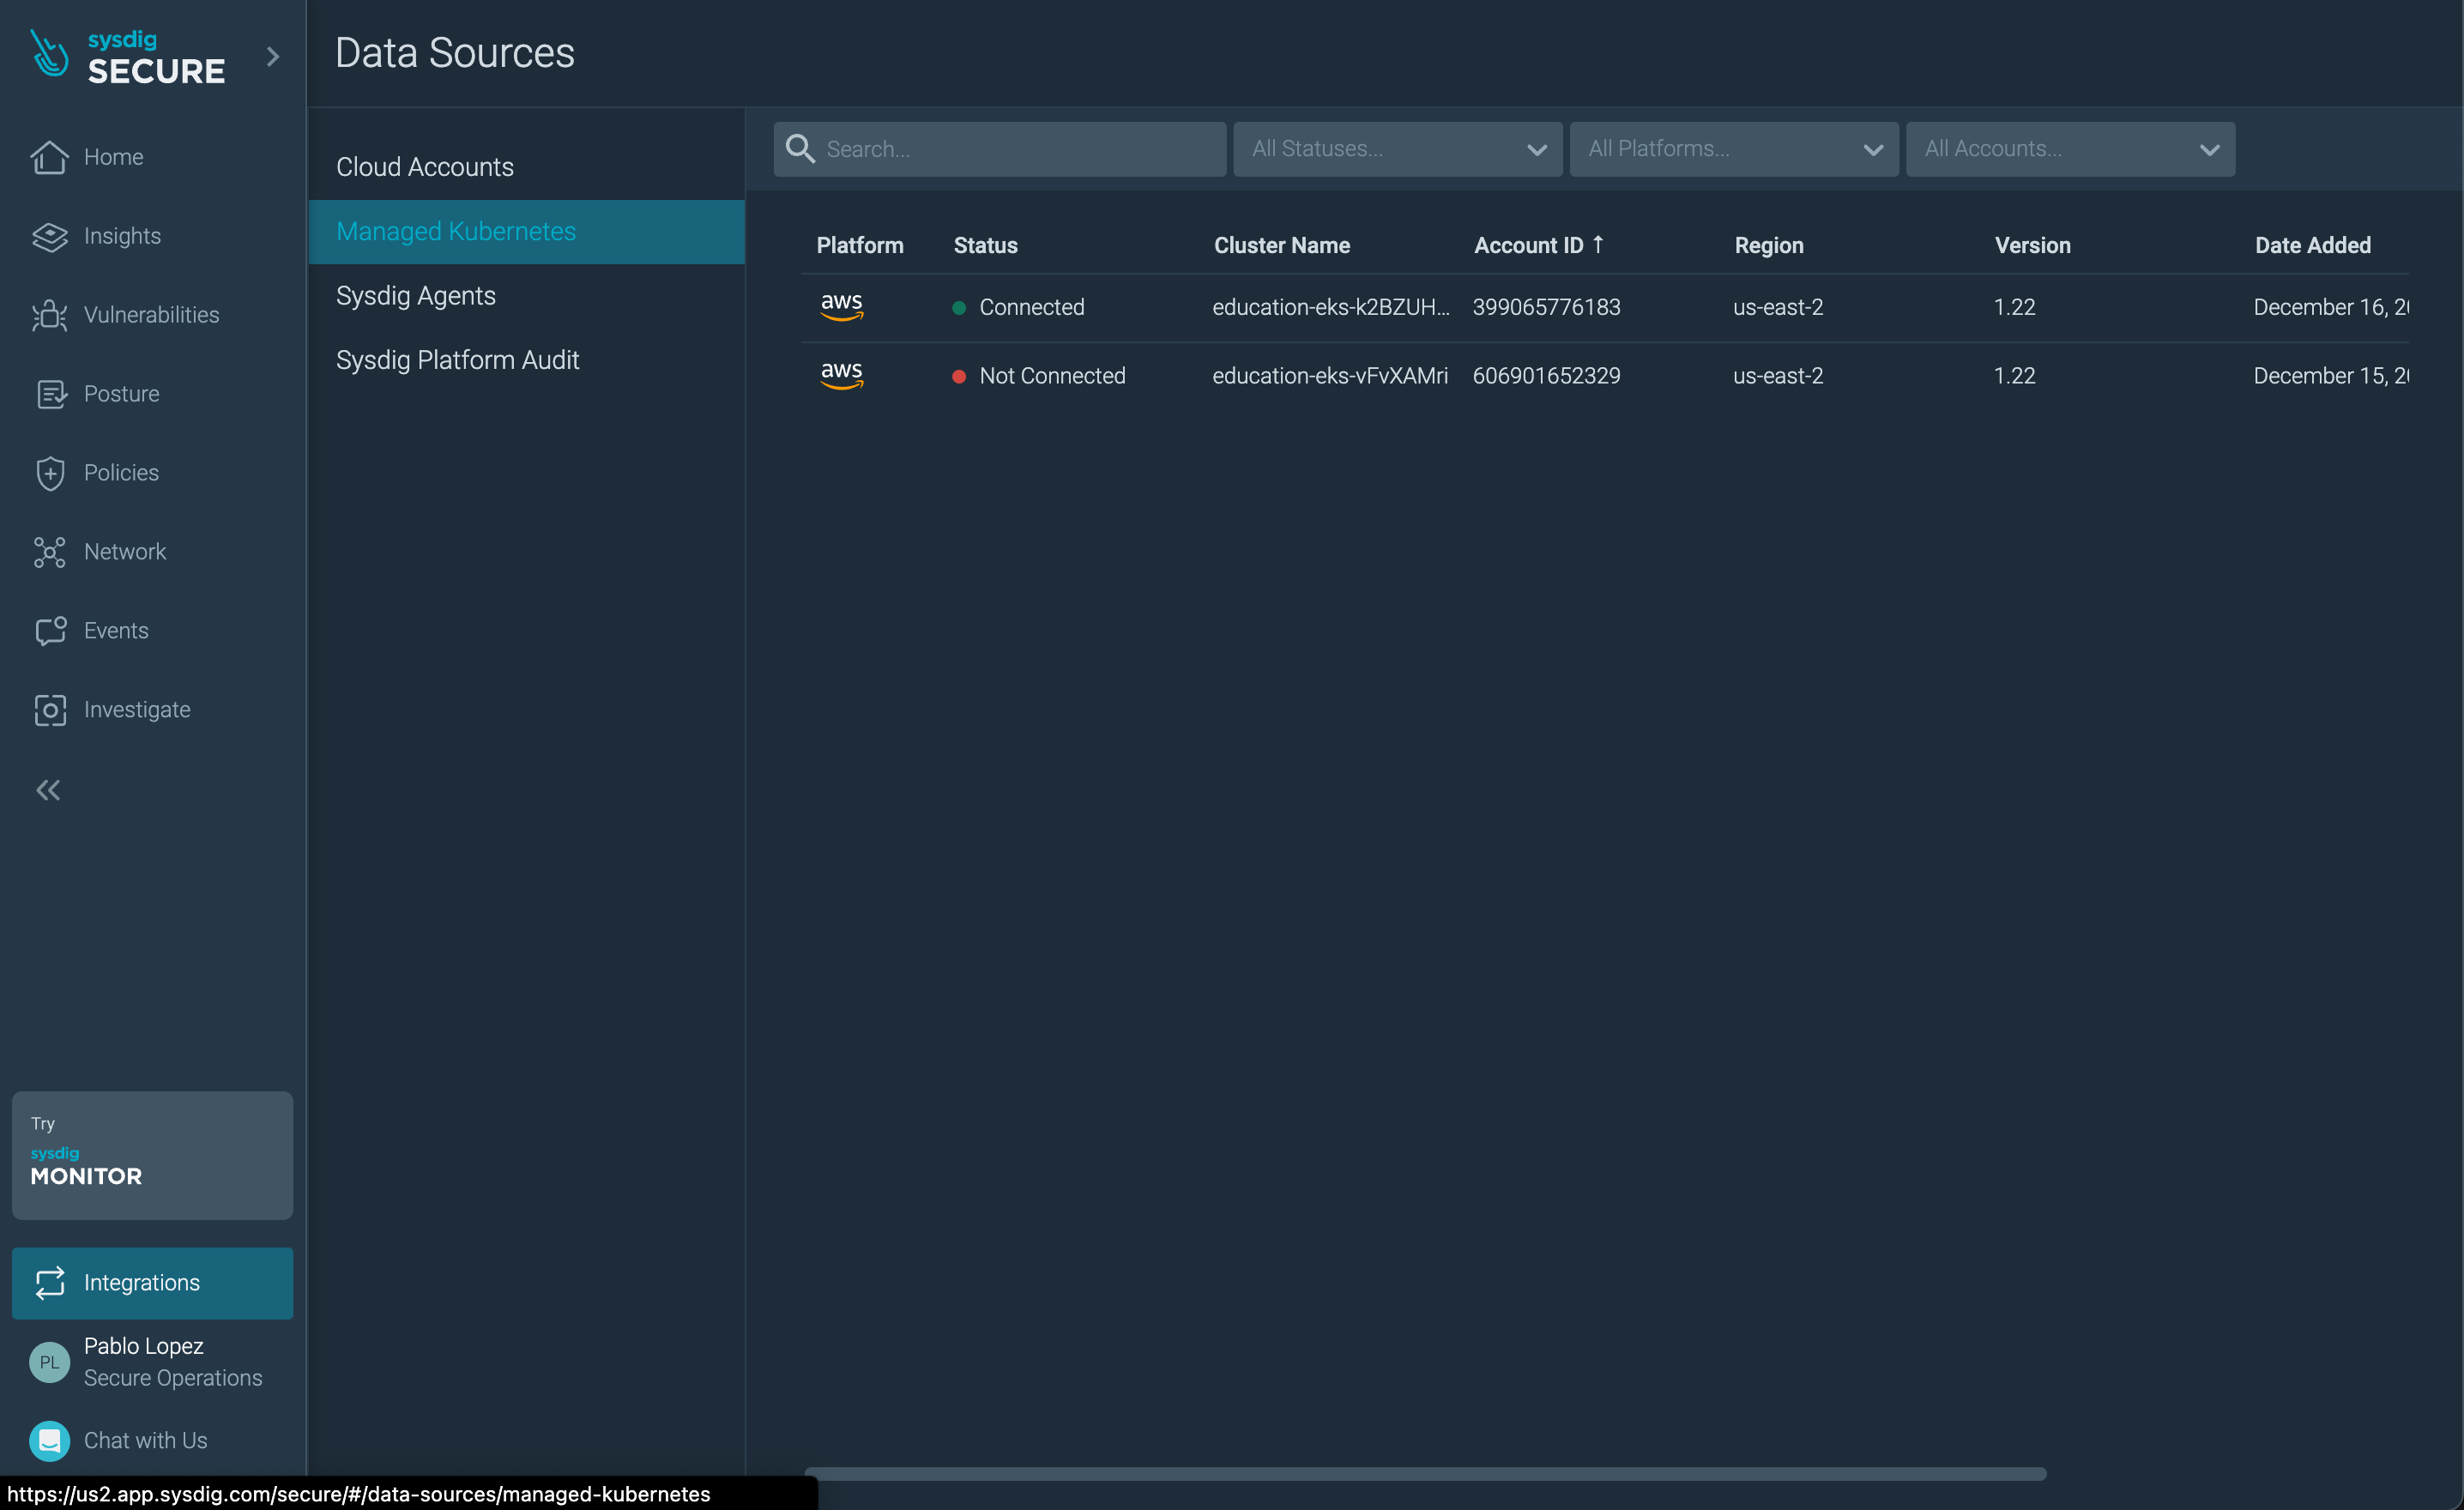 sysdig
SECURE
Home
Insights
Vulnerabilities
Posture
Policies
Network
Events
Investigate
Try
sysdig
MONITOR
Integrations
PL
Pablo Lopez
Secure Operations
Chat with Us
Data Sources
Cloud Accounts
Managed Kubernetes
Sysdig Agents
Sysdig Platform Audit
Search... All Statuses... All Platforms... All Accounts...
Platform Status Cluster Name Account ID ↑ Region Version Date Added
aws Connected education-eks-k2BZUH... 399065776183 us-east-2 1.22 December 16,
aws Not Connected education-eks-vFvXAMri 606901652329 us-east-2 1.22 December 15,
https://us2.app.sysdig.com/secure/#/data-sources/managed-kubernetes